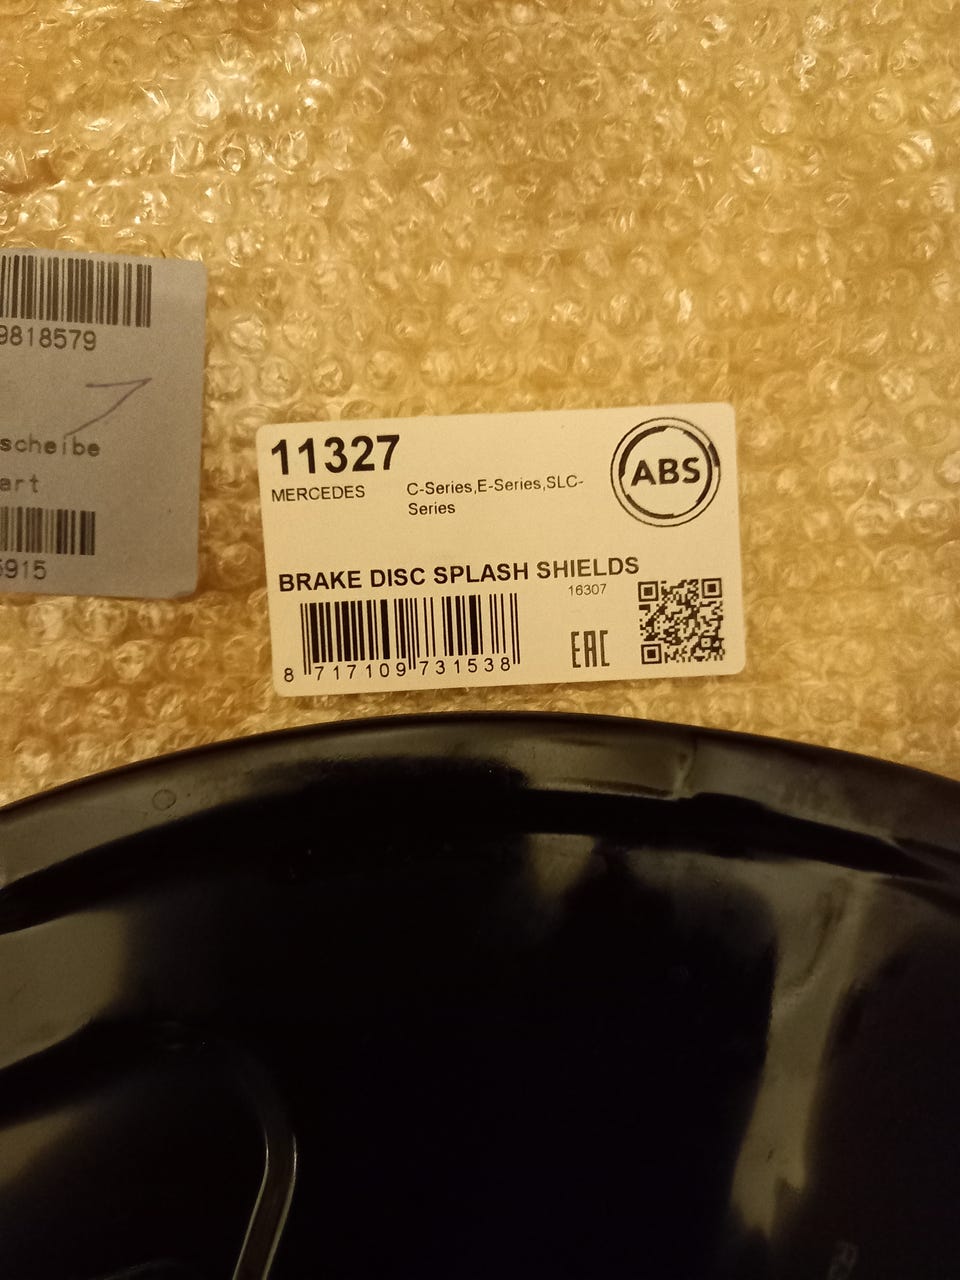 9818579
scheibe
art
5915
11327
MERCEDES C-Series,E-Series,SLC-
Series
ABS
BRAKE DISC SPLASH SHIELDS
16307
EAC
8 717109 731538